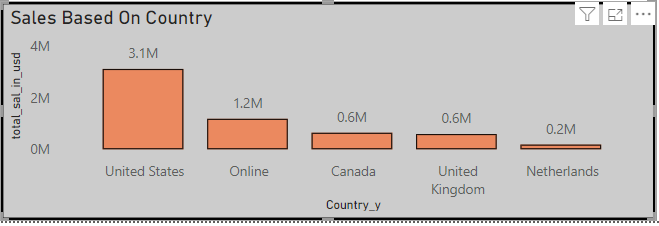 Sales Based On Country
total_sal_in_usd
4M
2M
0M
3.1M
1.2M
0.6M
0.6M
0.2M
United States
Online
Canada
United
Kingdom
Netherlands
Country_y